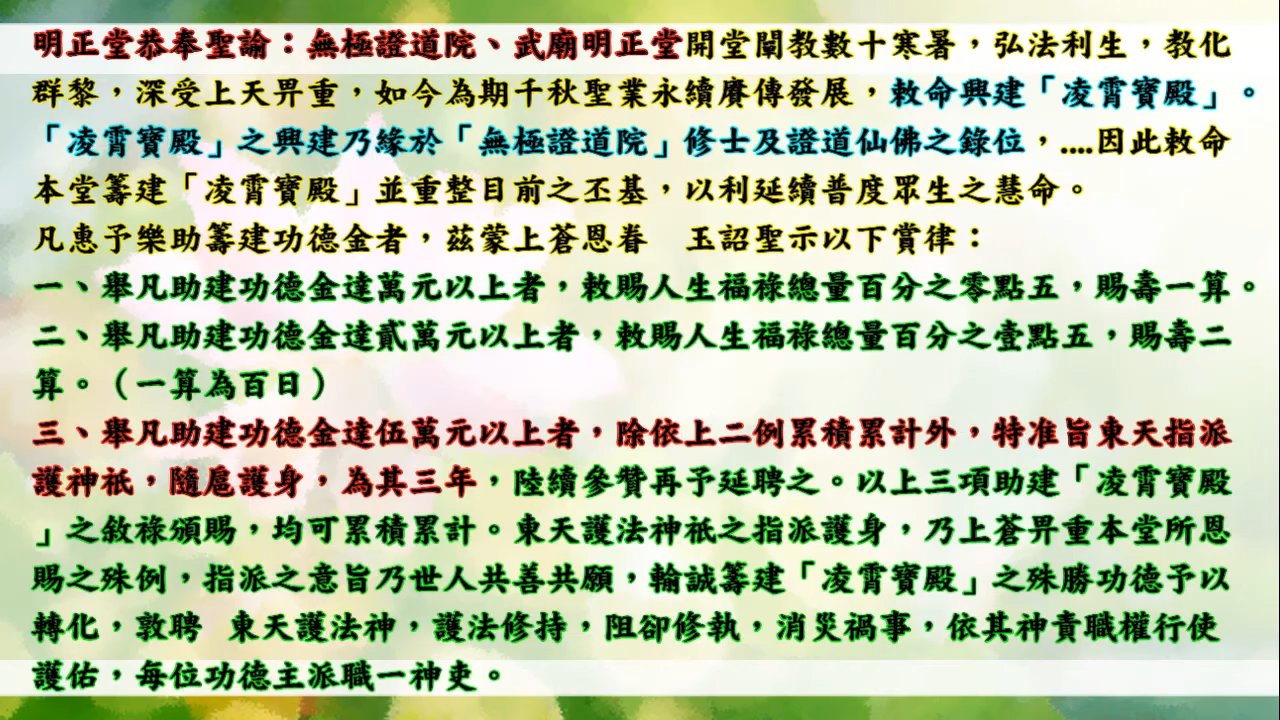 明正堂恭奉聖諭：無極證道院、武廟明正堂開堂闡教數十寒暑，弘法利生，教化
群黎，深受上天畀重，如今為期千秋聖業永續賡傳發展，敕命興建「凌霄寶殿」。
「凌霄寶殿」之興建乃緣於「無極證道院」修士及證道仙佛之錄位，....因此敕命
本堂籌建「凌霄寶殿」並重整目前之丕基，以利延續普度眾生之慧命。
凡惠予樂助籌建功德金者，茲蒙上蒼恩眷　玉詔聖示以下賞律：
一、舉凡助建功德金達萬元以上者，敕賜人生福祿總量百分之零點五，賜壽一算。
二、舉凡助建功德金達貳萬元以上者，敕賜人生福祿總量百分之壹點五，賜壽二
算。（一算為百日）
三、舉凡助建功德金達伍萬元以上者，除依上二例累積累計外，特准旨東天指派
護神祇，隨扈護身，為其三年，陸續參贊再予延聘之。以上三項助建「凌霄寶殿
」之敘祿頒賜，均可累積累計。東天護法神祇之指派護身，乃上蒼畀重本堂所恩
賜之殊例，指派之意旨乃世人共善共願，輸誠籌建「凌霄寶殿」之殊勝功德予以
轉化，敦聘　東天護法神，護法修持，阻卻修執，消災禍事，依其神責職權行使
護佑，每位功德主派職一神吏。